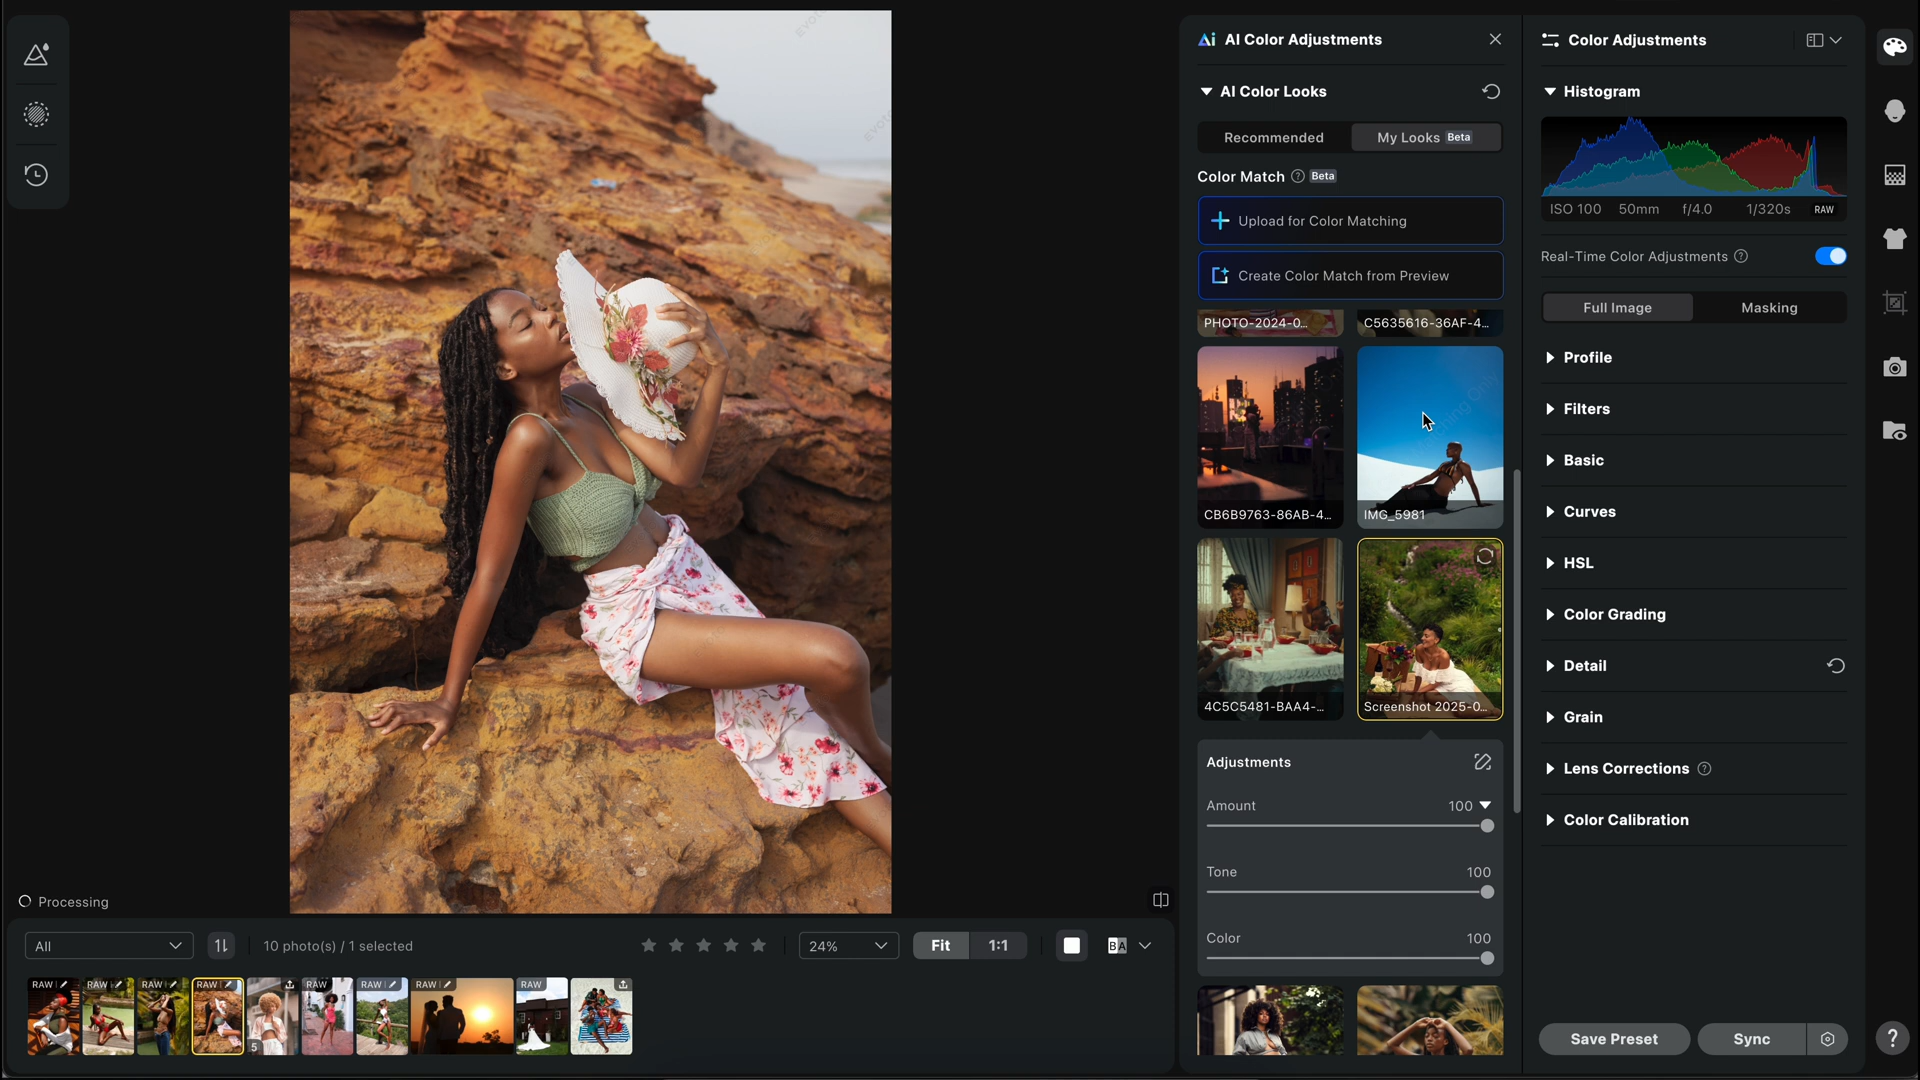 AI Color Adjustments
AI Color Looks
Recommended
My Looks Beta
Color Match ? Beta
Upload for Color Matching
Create Color Match from Preview
PHOTO-2024-0...
C5635616-36AF-4...
CB6B9763-86AB-4...
IMG_5981
4C5C5481-BAA4-...
Screenshot 2025-0...
Adjustments
Amount 100
Tone 100
Color 100
Color Adjustments
Histogram
ISO 100 50mm f/4.0 1/320s RAW
Real-Time Color Adjustments ?
Full Image
Masking
Profile
Filters
Basic
Curves
HSL
Color Grading
Detail
Grain
Lens Corrections ?
Color Calibration
Save Preset
Sync
?
Processing
All
10 photo(s) / 1 selected
24%
Fit
1:1
BA
RAW
RAW
RAW
RAW
5
RAW
RAW
RAW
RAW